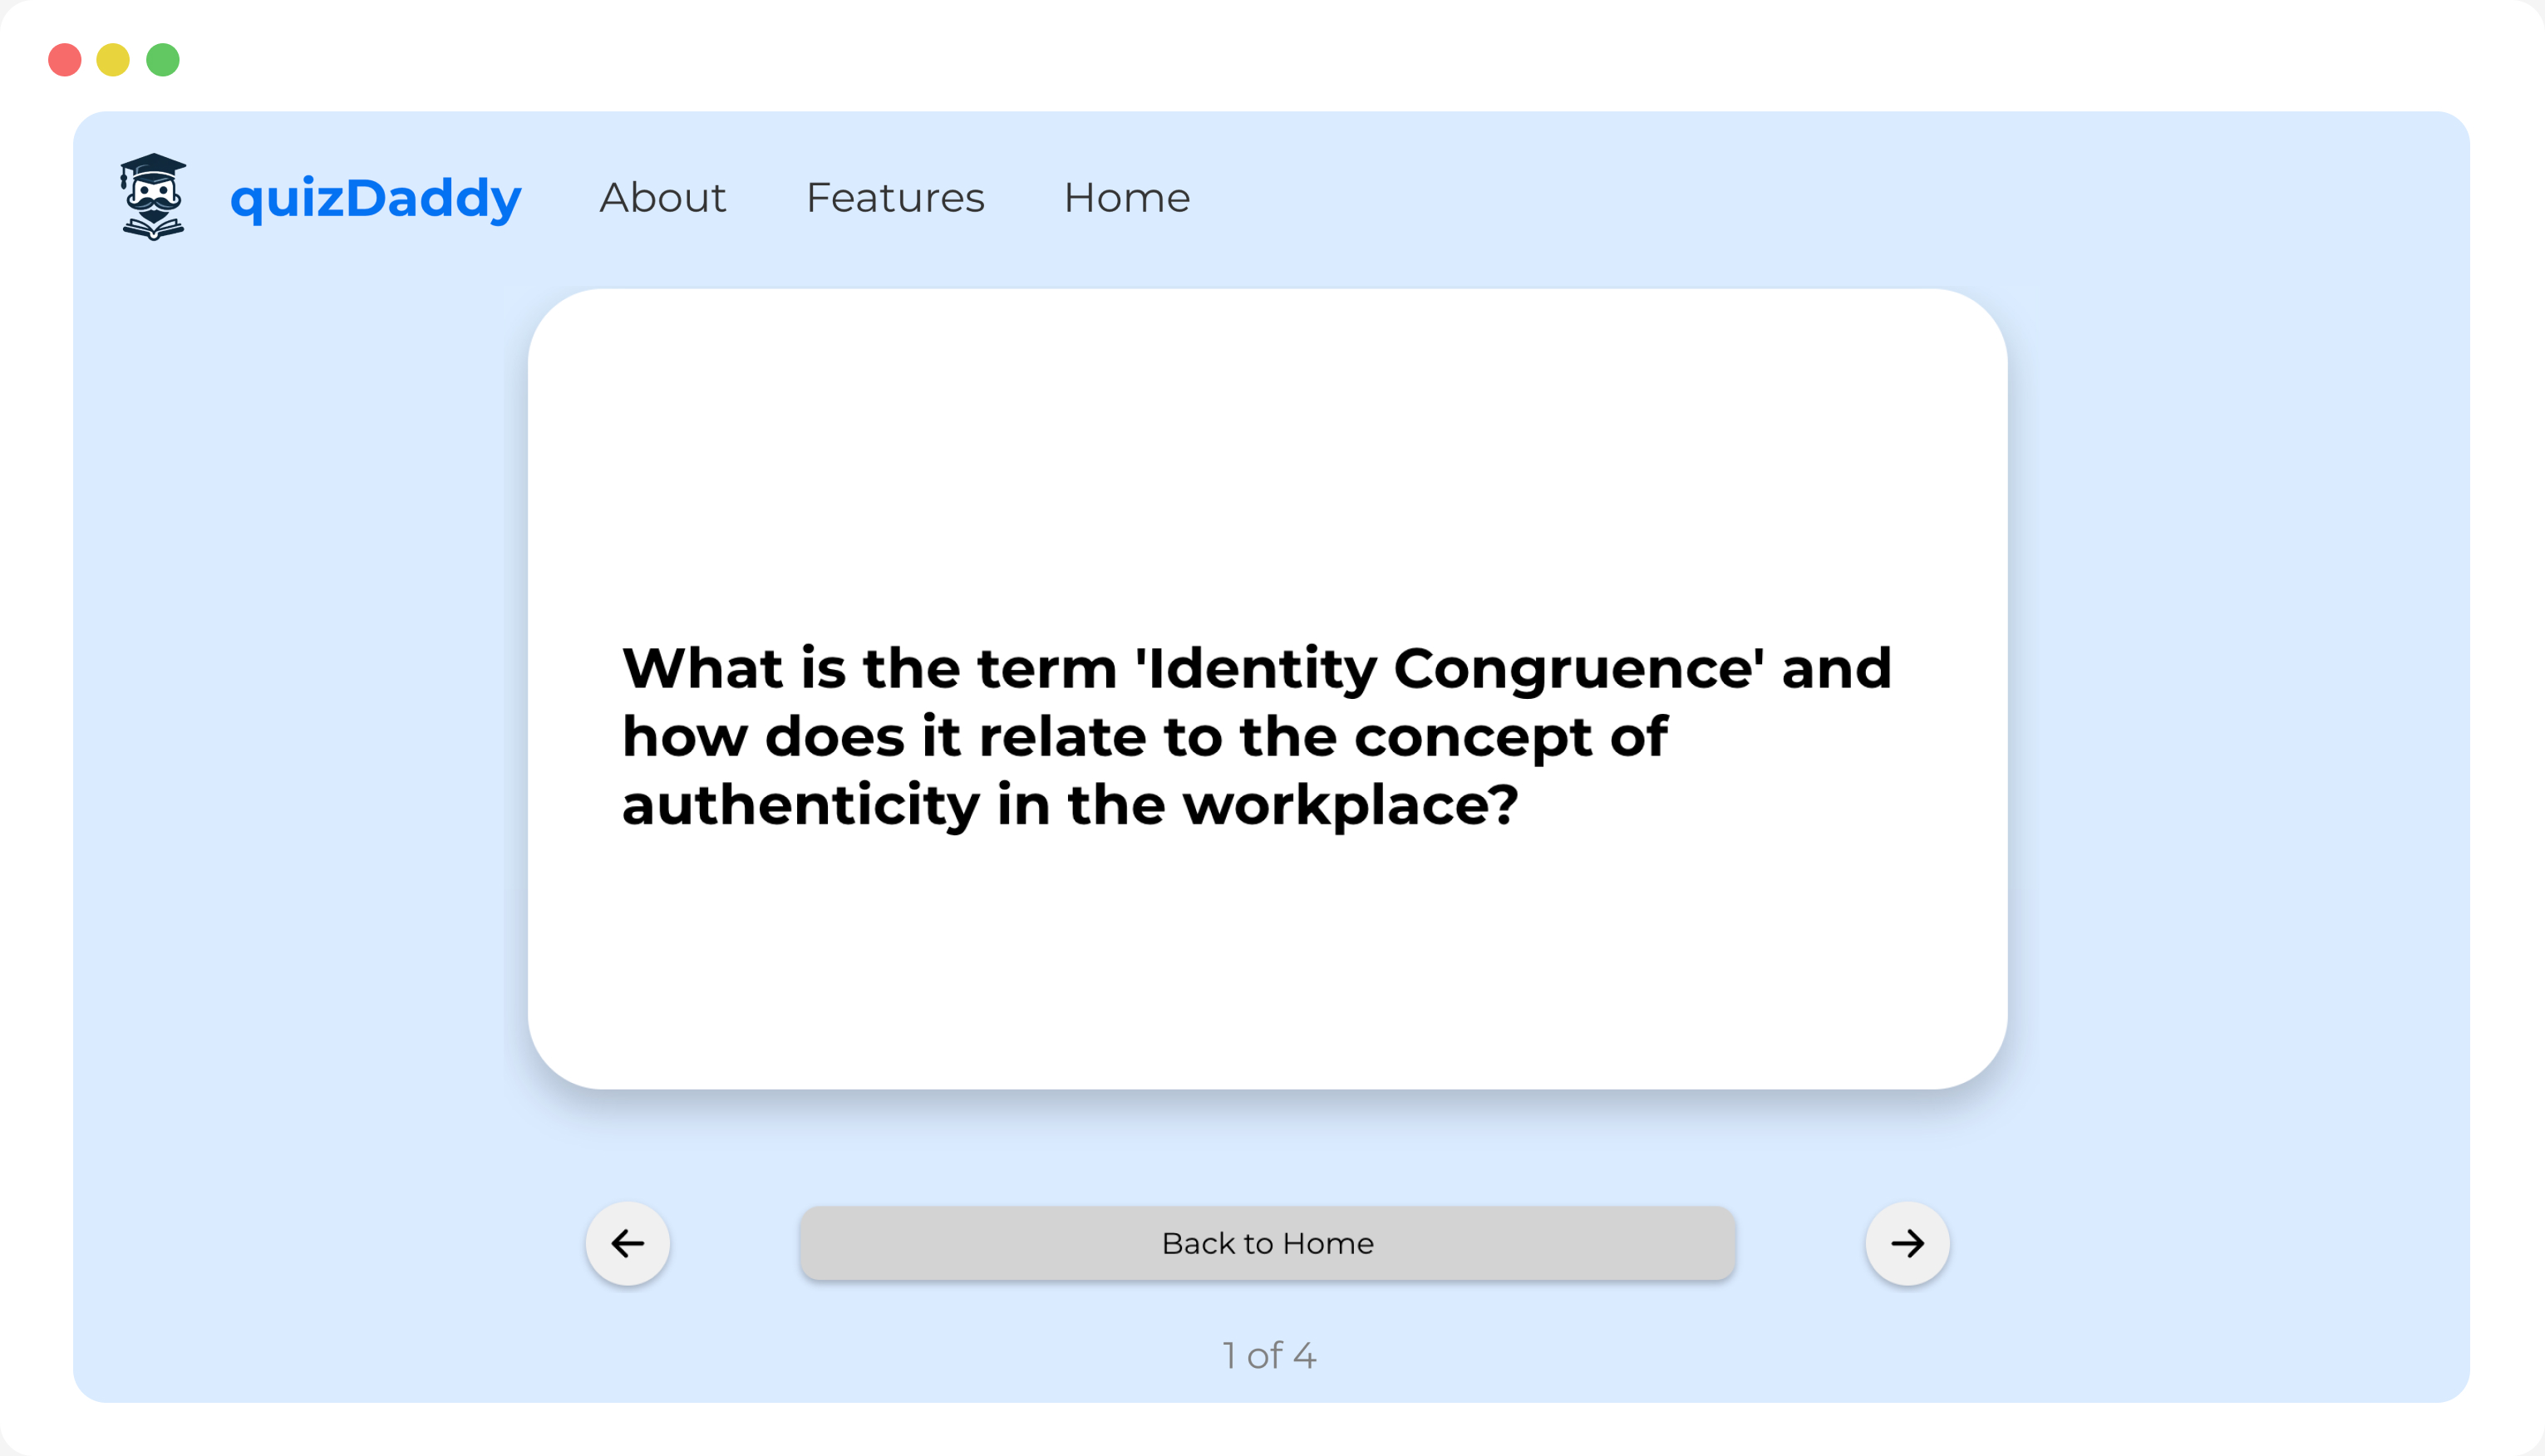 quizDaddy About Features Home
What is the term 'Identity Congruence' and
how does it relate to the concept of
authenticity in the workplace?
Back to Home
1 of 4